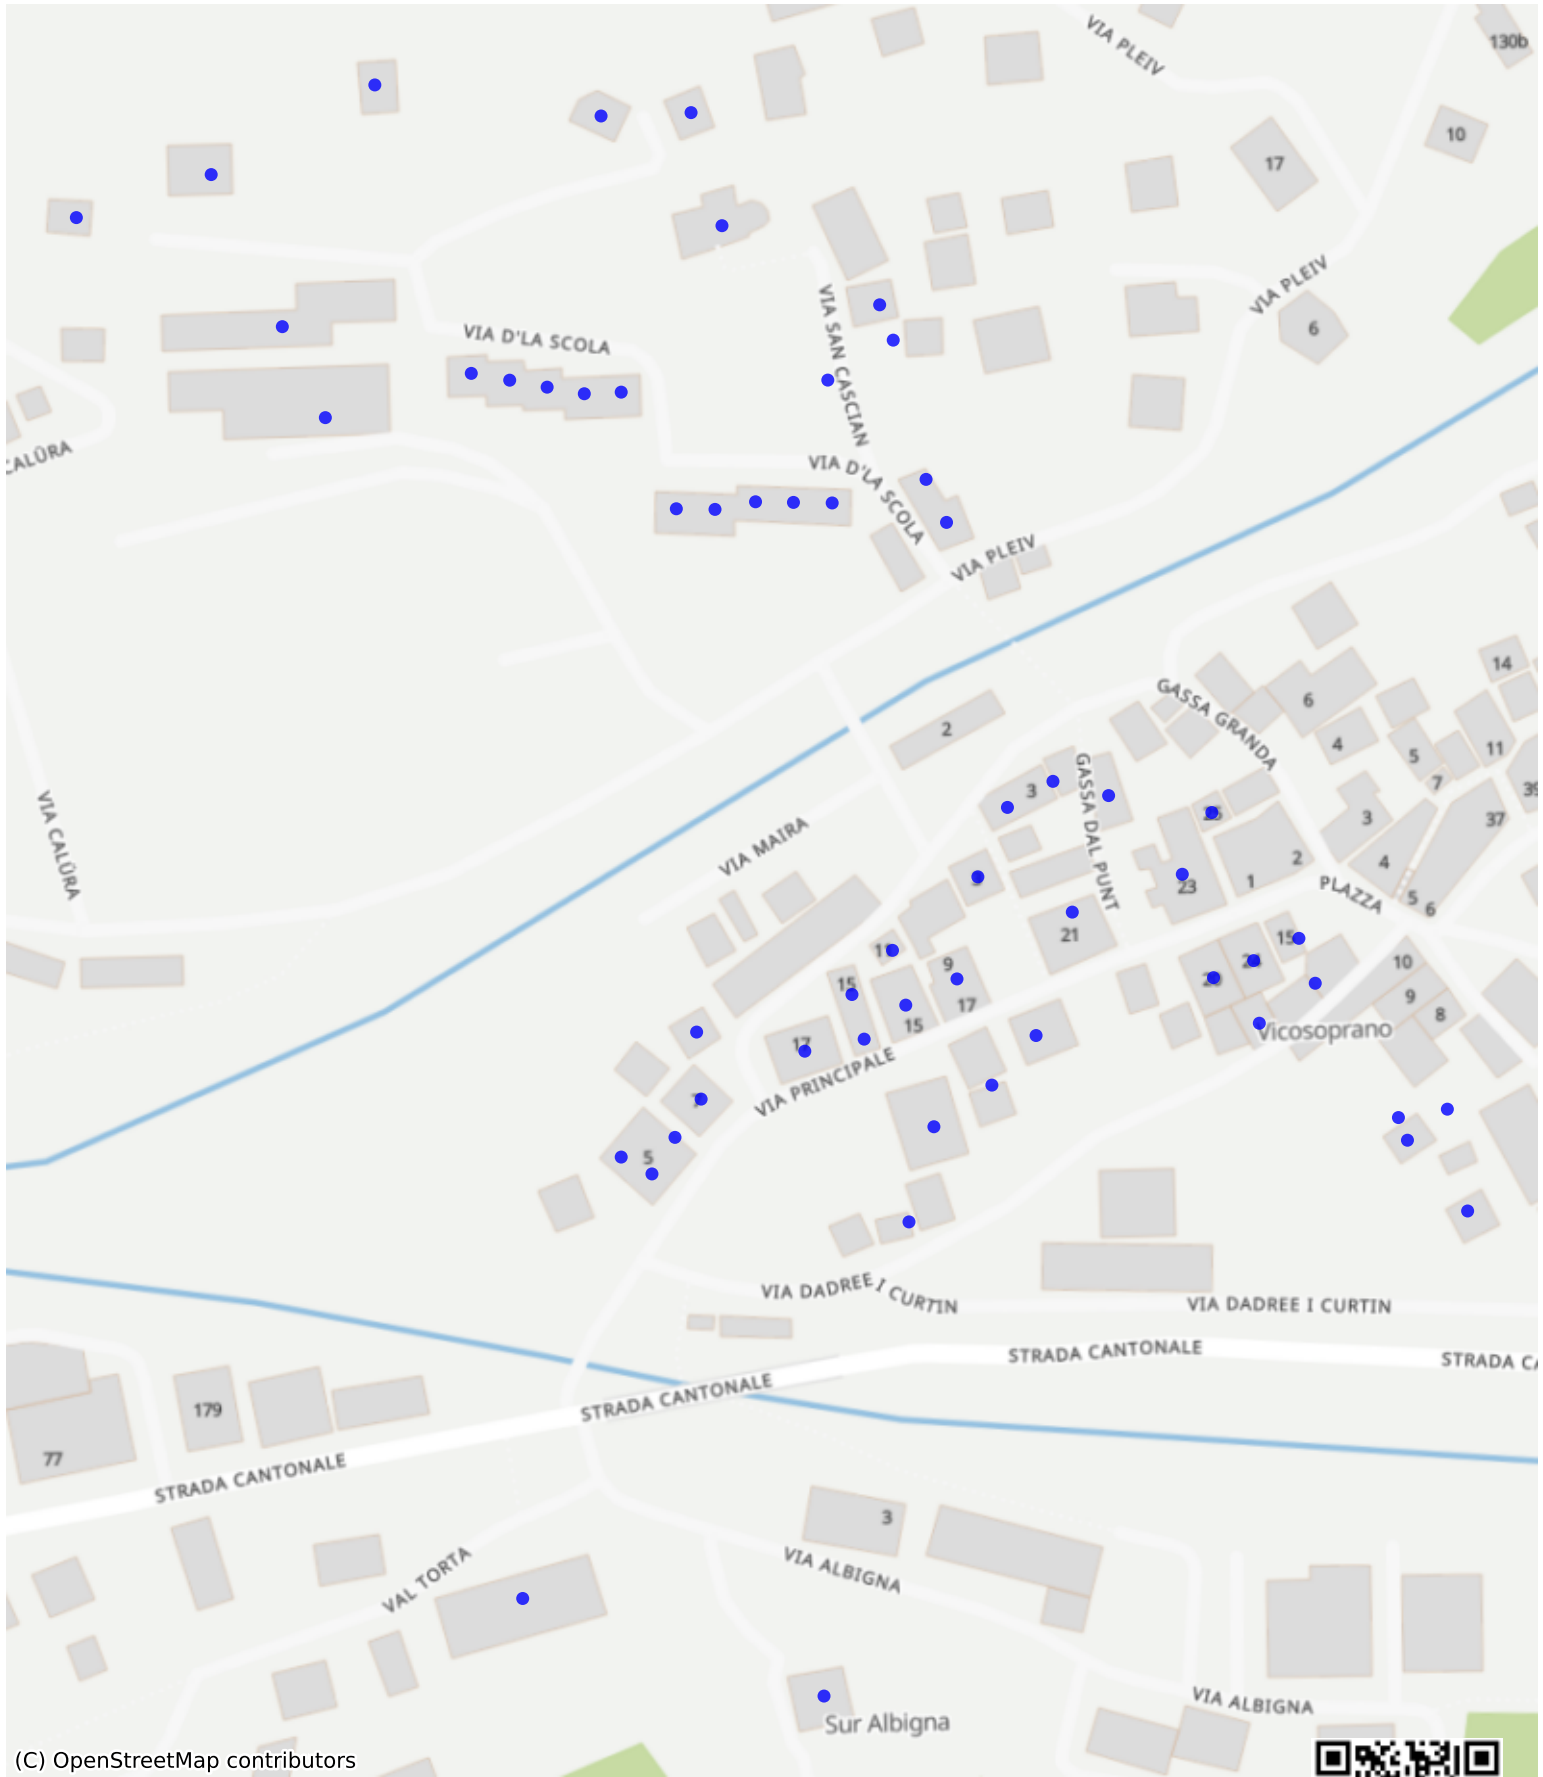 VIA PLEIV
130b
10
17
VIA PLEIV
6
VIA SAN CASCIAN
VIA D'LA SCOLA
CALÜRA
VIA D'LA SCOLA
VIA PLEIV
14
GASSA GRANDA
6
2
4
5
11
7
39
3
GASSA DAL PUNT
3
37
VIA CALÜRA
VIA MAIRA
2
4
1
23
PLAZZA
5
6
21
15
9
10
15
17
15
9
8
17
Vicosoprano
VIA PRINCIPALE
5
VIA DADREE I CURTIN
VIA DADREE I CURTIN
STRADA CANTONALE
STRADA CA
STRADA CANTONALE
179
77
STRADA CANTONALE
3
VAL TORTA
VIA ALBIGNA
VIA ALBIGNA
Sur Albigna
(C) OpenStreetMap contributors